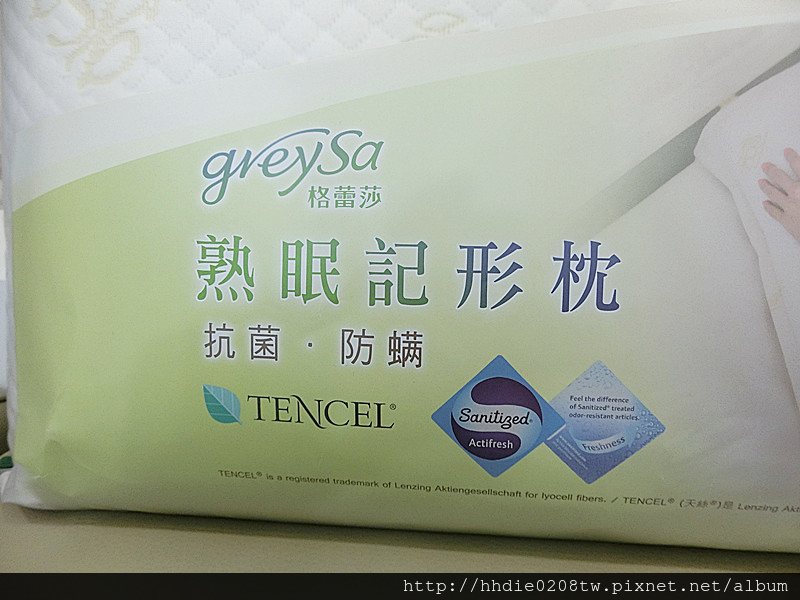 greySa
格蕾莎
熟眠記形枕
抗菌·防螨
TENCEL®
Sanitized®
Actifresh
Feel the difference
of Sanitized® treated
odor-resistant articles.
Freshness
TENCEL® is a registered trademark of Lenzing Aktiengesellschaft for lyocell fibers. / TENCEL® (天絲®)是 Lenzing
http://hhdie0208tw.pixnet.net/album